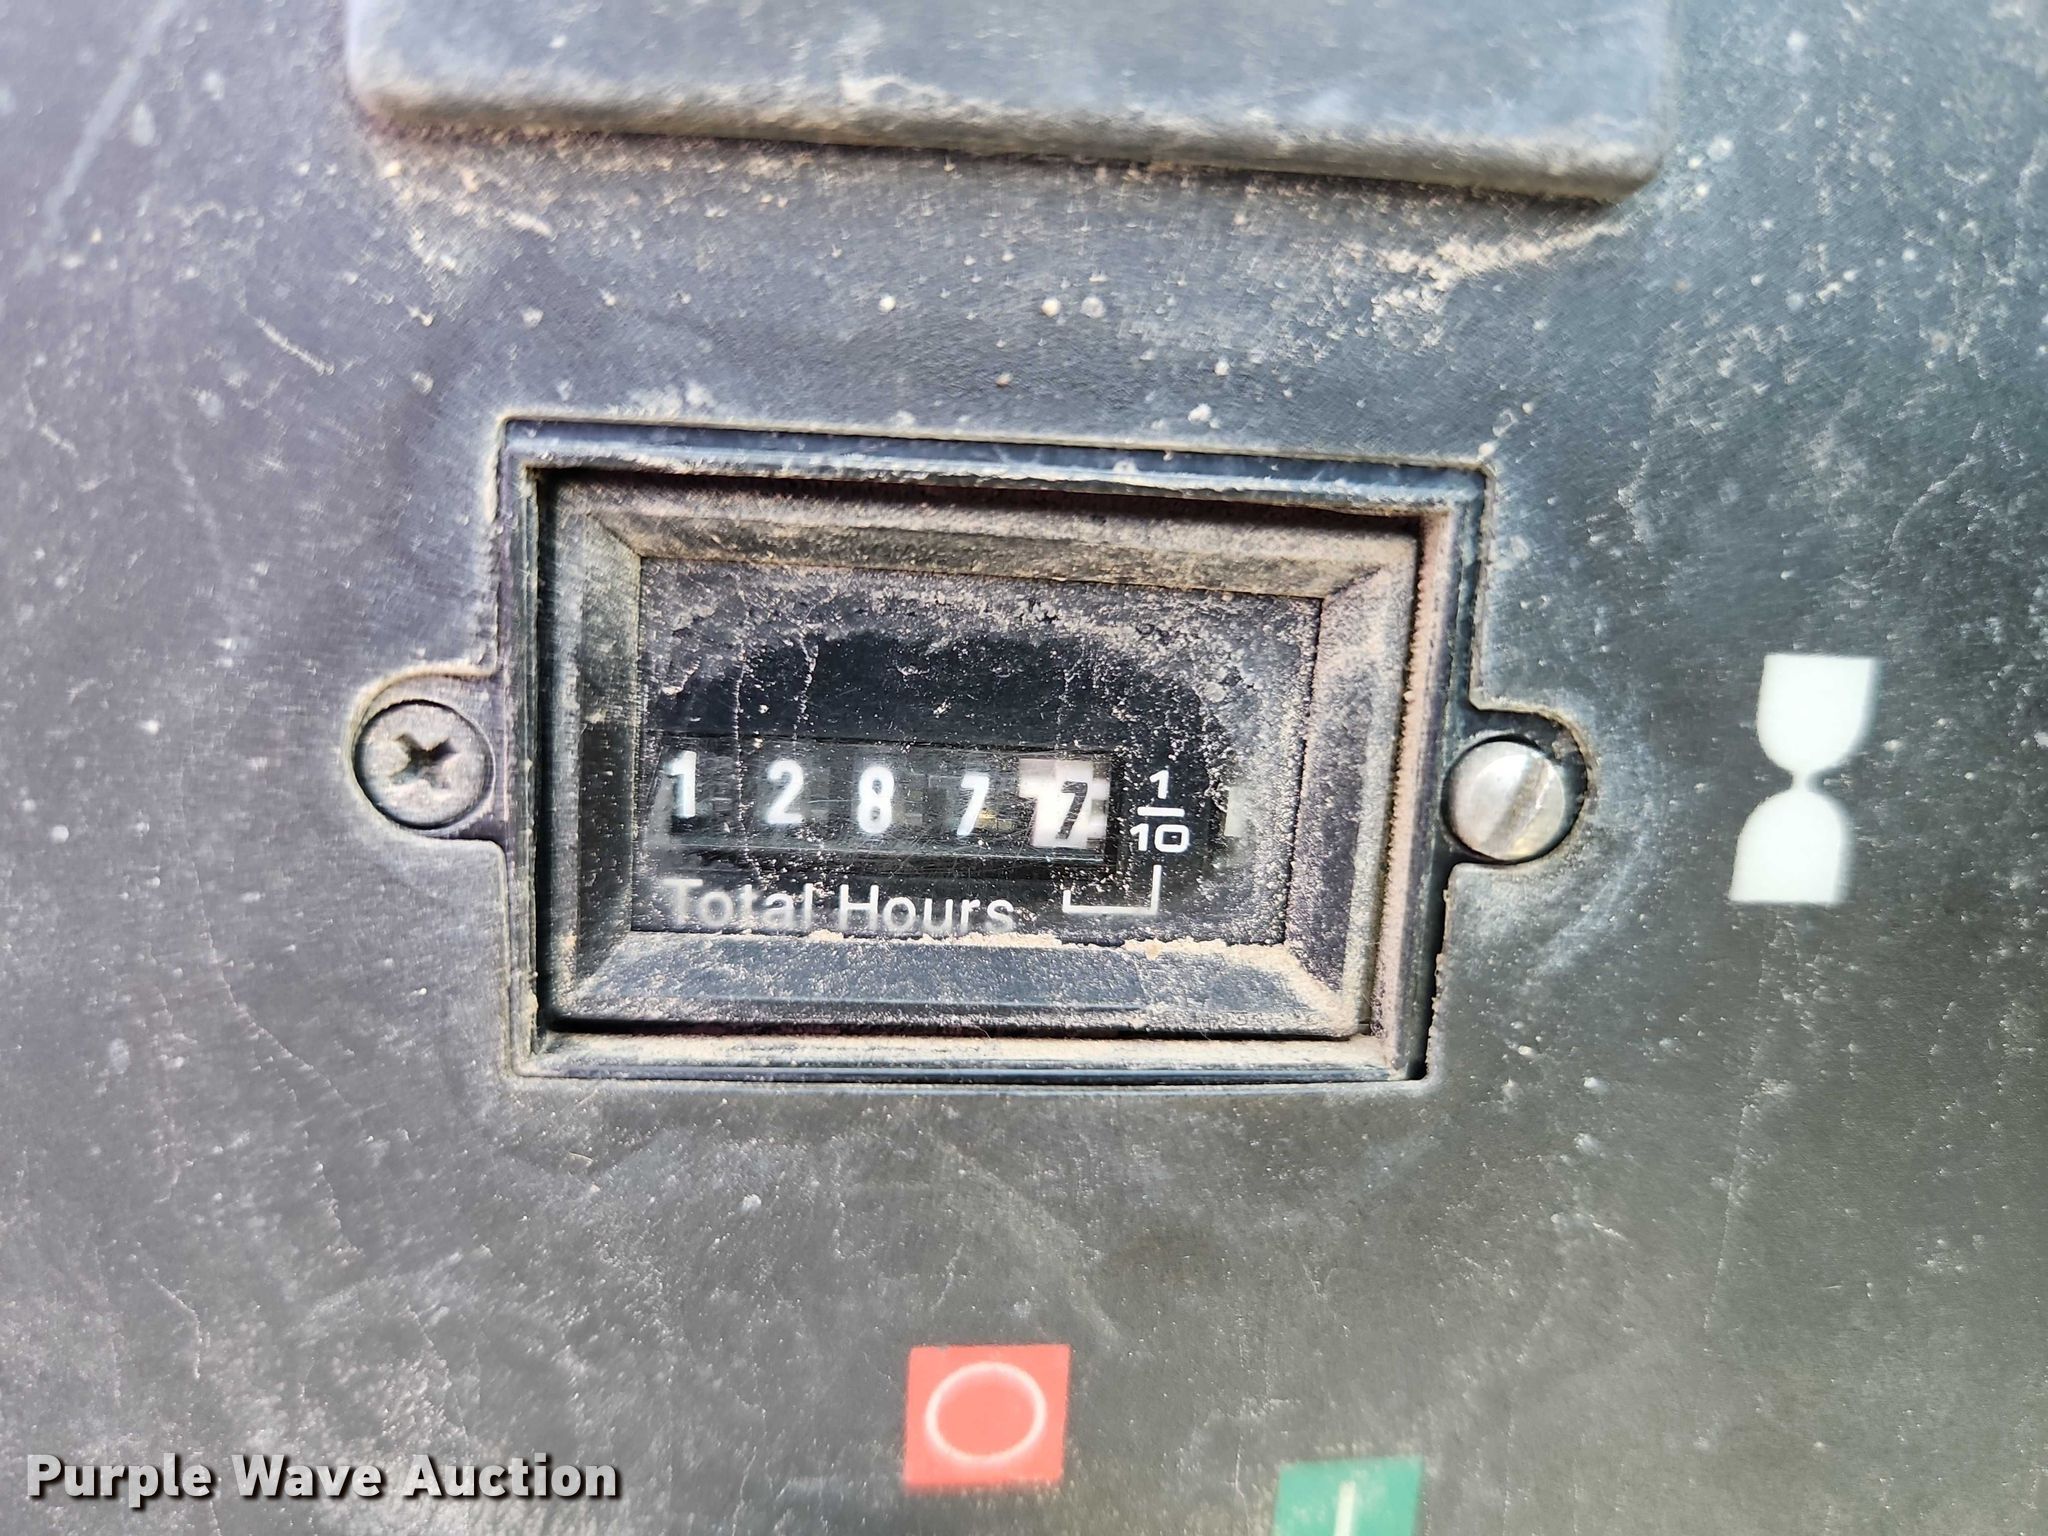 1 2 8 7 7 1/10
Total Hours
Purple Wave Auction